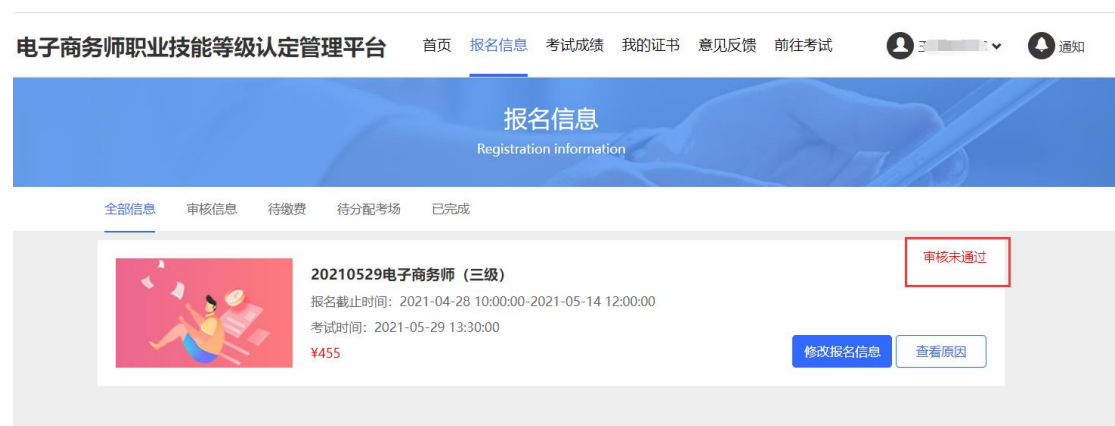 电子商务师职业技能等级认定管理平台 首页 报名信息 考试成绩 我的证书 意见反馈 前往考试 通知
报名信息
Registration information
全部信息 审核信息 待缴费 待分配考场 已完成
审核未通过
20210529电子商务师（三级）
报名截止时间：2021-04-28 10:00:00-2021-05-14 12:00:00
考试时间：2021-05-29 13:30:00
¥455
修改报名信息 查看原因